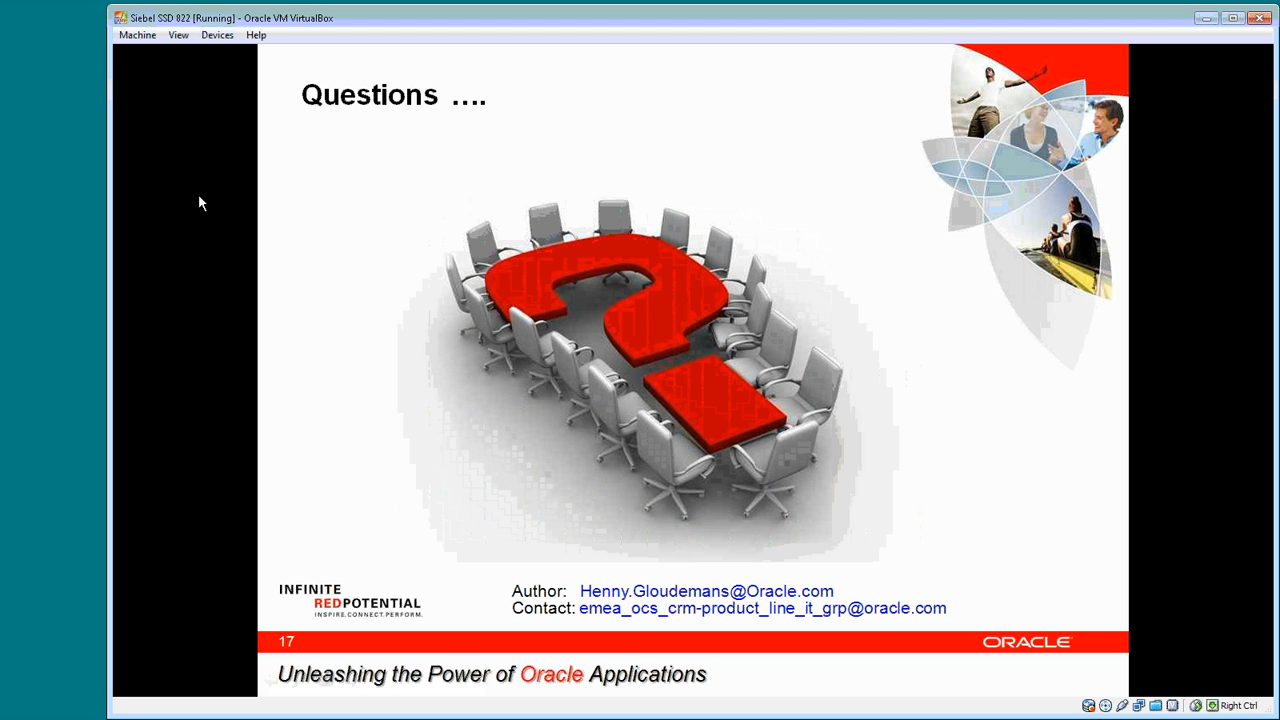 Siebel SSD 822 [Running] - Oracle VM VirtualBox
Machine View Devices Help
Questions ....
INFINITE
REDPOTENTIAL
INSPIRE.CONNECT.PERFORM.
Author: Henny.Gloudemans@Oracle.com
Contact: emea_ocs_crm-product_line_it_grp@oracle.com
17
ORACLE
Unleashing the Power of Oracle Applications
Right Ctrl